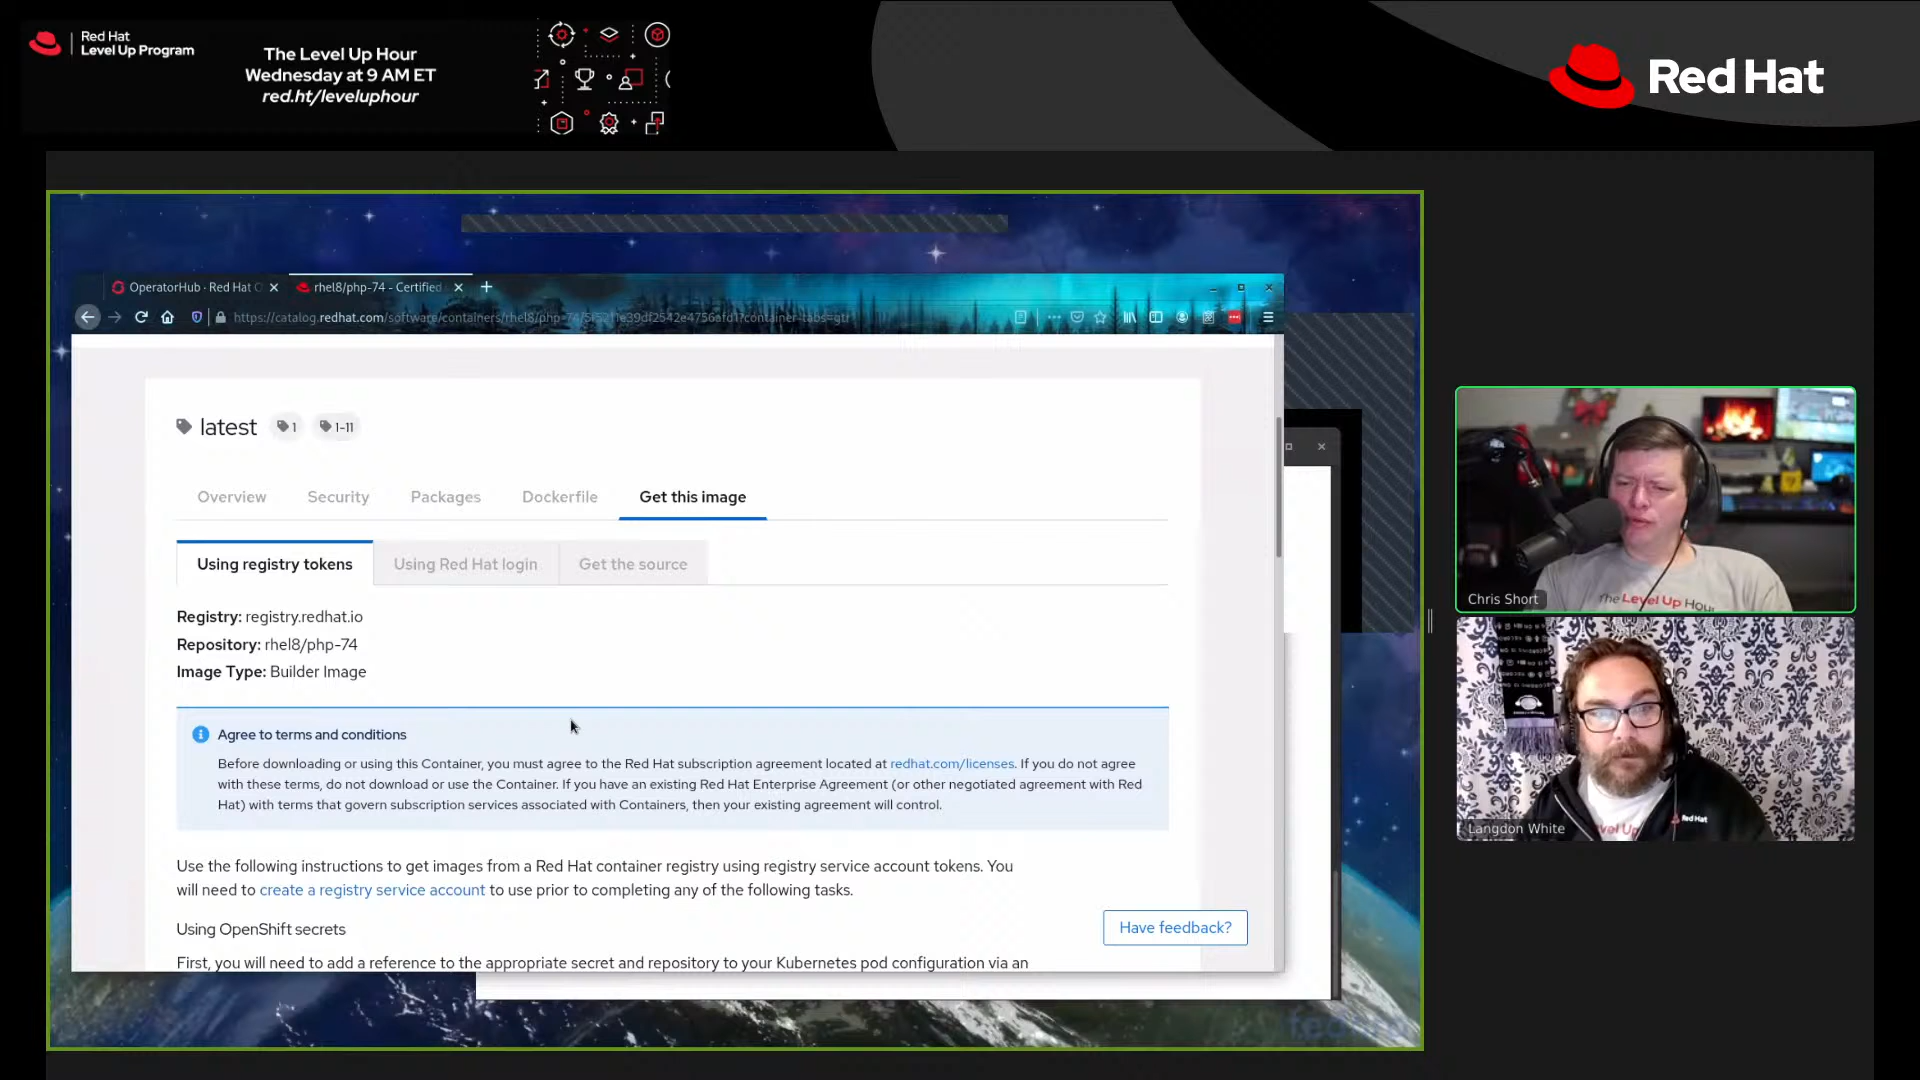 Red Hat
Level Up Program
The Level Up Hour
Wednesday at 9 AM ET
red.ht/leveluphour
Red Hat
OperatorHub · Red Hat O
rhel8/php-74 - Certified
latest
1
1-11
Overview
Security
Packages
Dockerfile
Get this image
Using registry tokens
Using Red Hat login
Get the source
Registry: registry.redhat.io
Repository: rhel8/php-74
Image Type: Builder Image
Agree to terms and conditions
Before downloading or using this Container, you must agree to the Red Hat subscription agreement located at redhat.com/licenses. If you do not agree
with these terms, do not download or use the Container. If you have an existing Red Hat Enterprise Agreement (or other negotiated agreement with Red
Hat) with terms that govern subscription services associated with Containers, then your existing agreement will control.
Use the following instructions to get images from a Red Hat container registry using registry service account tokens. You
will need to create a registry service account to use prior to completing any of the following tasks.
Using OpenShift secrets
Have feedback?
First, you will need to add a reference to the appropriate secret and repository to your Kubernetes pod configuration via an
fedora
Chris Short
The Level Up Hour
Langdon White
Level Up
Red Hat